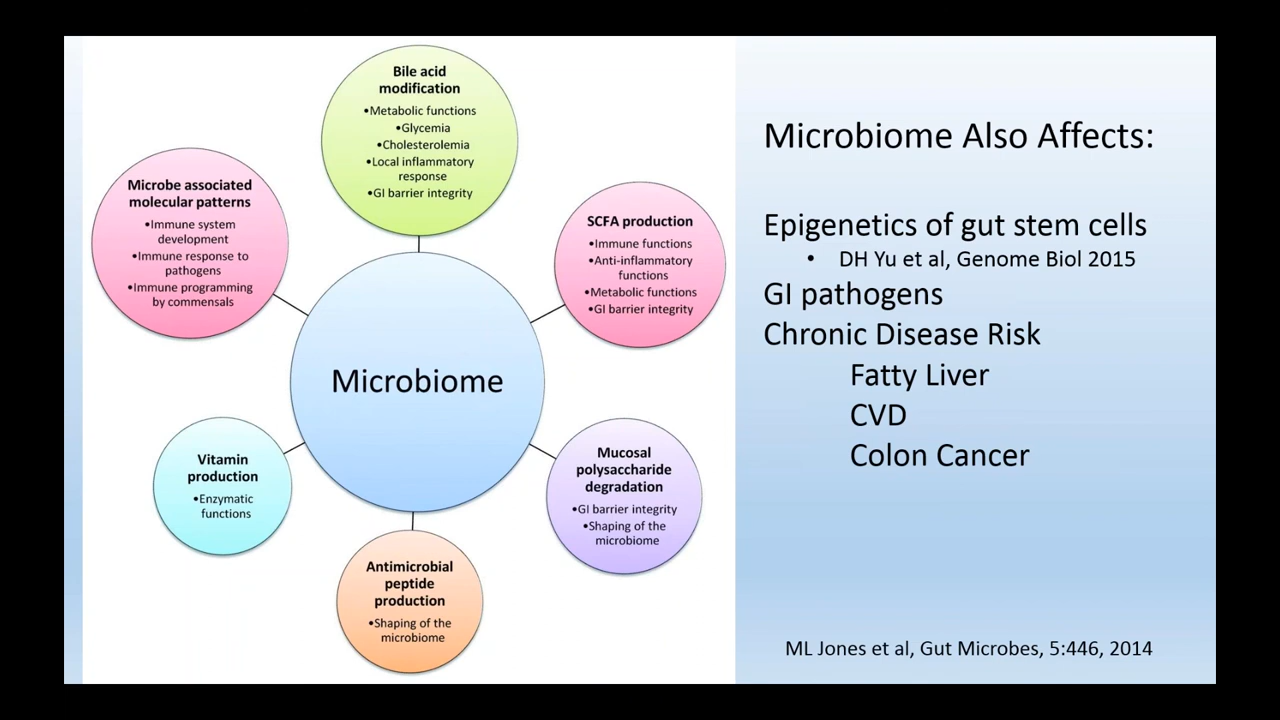 Bile acid
modification
•Metabolic functions
•Glycemia
•Cholesterolemia
•Local inflammatory
response
•GI barrier integrity
Microbe associated
molecular patterns
•Immune system
development
•Immune response to
pathogens
•Immune programming
by commensals
SCFA production
•Immune functions
•Anti-inflammatory
functions
•Metabolic functions
•GI barrier integrity
Microbiome
Vitamin
production
•Enzymatic
functions
Mucosal
polysaccharide
degradation
•GI barrier integrity
•Shaping of the
microbiome
Antimicrobial
peptide
production
•Shaping of the
microbiome
Microbiome Also Affects:
Epigenetics of gut stem cells
• DH Yu et al, Genome Biol 2015
GI pathogens
Chronic Disease Risk
Fatty Liver
CVD
Colon Cancer
ML Jones et al, Gut Microbes, 5:446, 2014